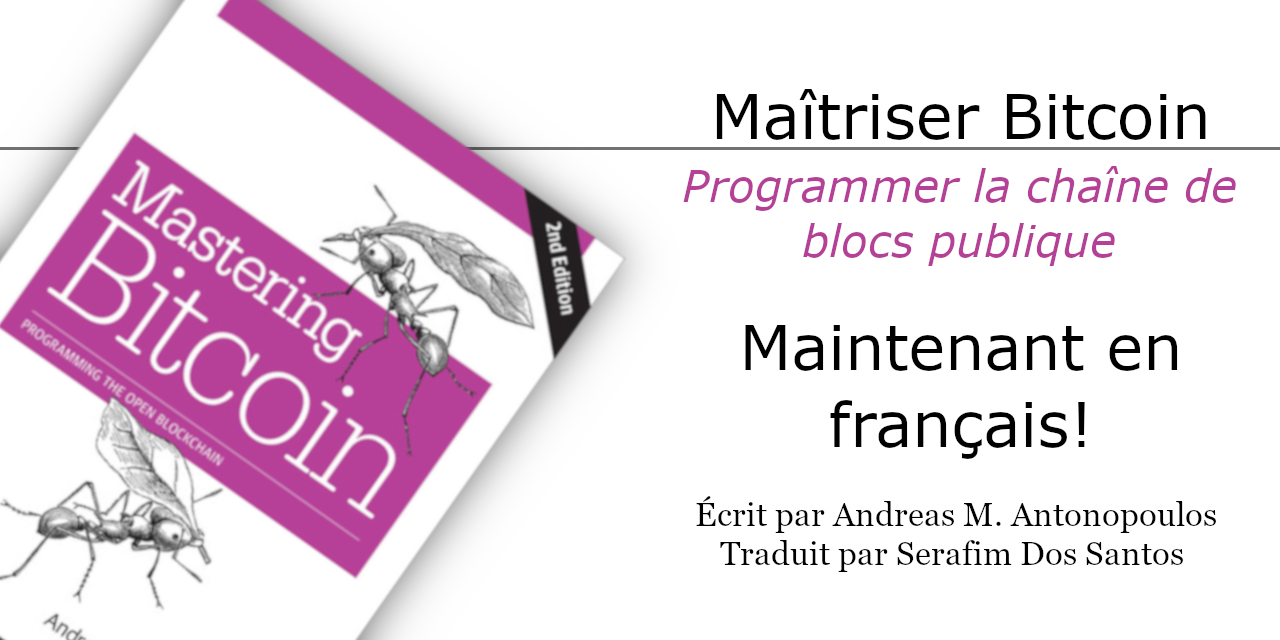 Mastering
Bitcoin
PROGRAMMING THE OPEN BLOCKCHAIN
2nd Edition
Maîtriser Bitcoin
Programmer la chaîne de
blocs publique
Maintenant en
français!
Écrit par Andreas M. Antonopoulos
Traduit par Serafim Dos Santos